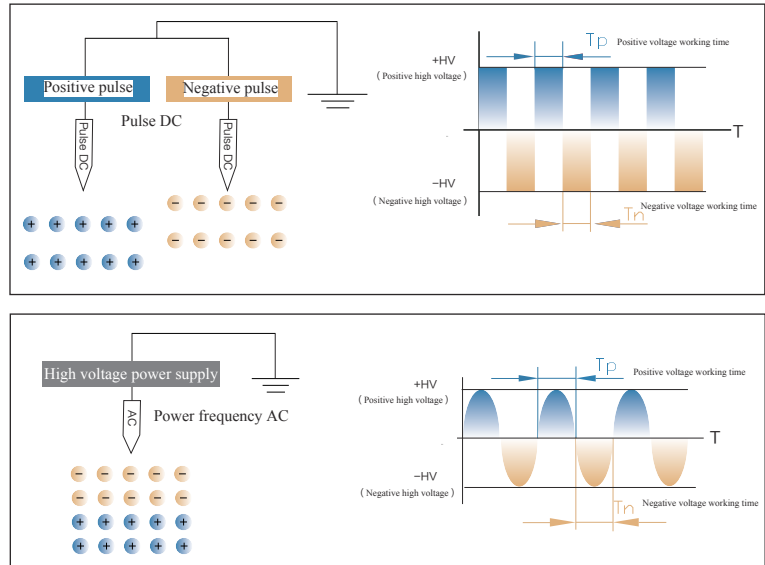 Positive pulse
Negative pulse
Pulse DC
Pulse DC
Pulse DC
+ + + + +
+ + + + +
− − − − −
− − − − −
Tp
Positive voltage working time
+HV
( Positive high voltage )
T
−HV
(Negative high voltage)
Tn
Negative voltage working time
High voltage power supply
AC
Power frequency AC
− − − − −
− − − − −
+ + + + +
+ + + + +
Tp
Positive voltage working time
+HV
( Positive high voltage )
T
−HV
( Negative high voltage )
Tn
Negative voltage working time